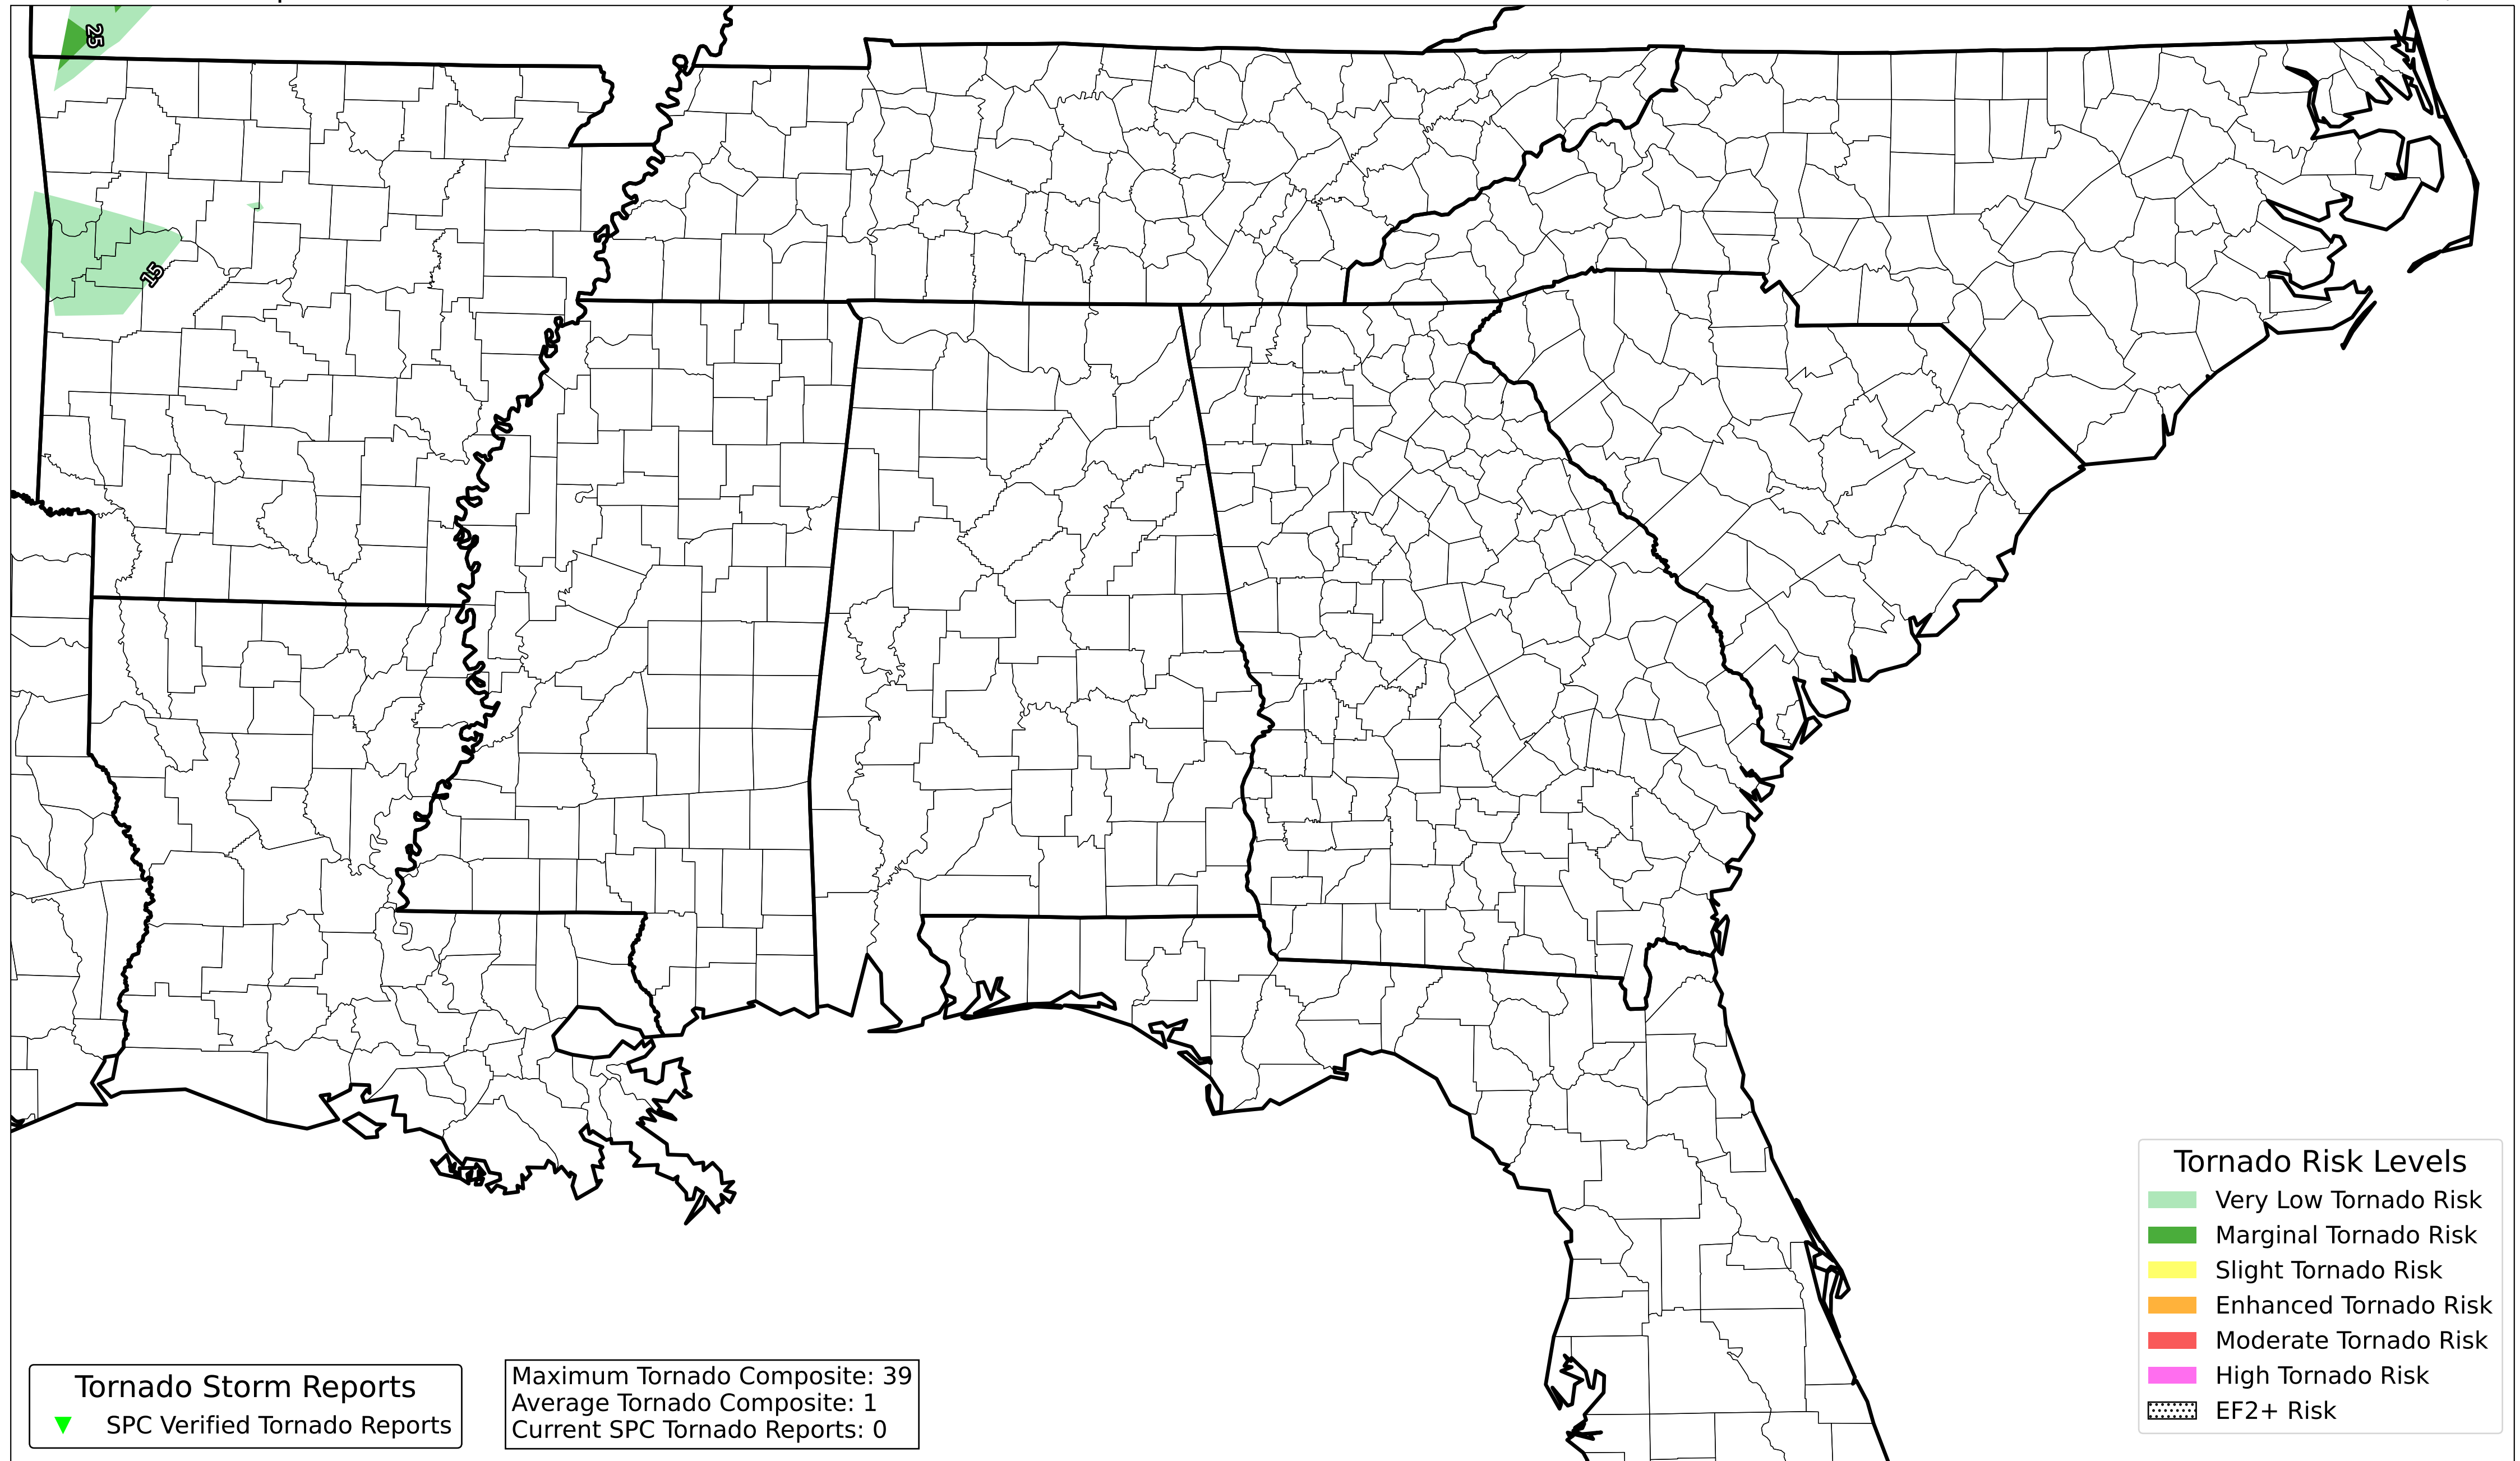 25
15
Tornado Risk Levels
Very Low Tornado Risk
Marginal Tornado Risk
Slight Tornado Risk
Enhanced Tornado Risk
Moderate Tornado Risk
High Tornado Risk
EF2+ Risk
Tornado Storm Reports
SPC Verified Tornado Reports
Maximum Tornado Composite: 39
Average Tornado Composite: 1
Current SPC Tornado Reports: 0